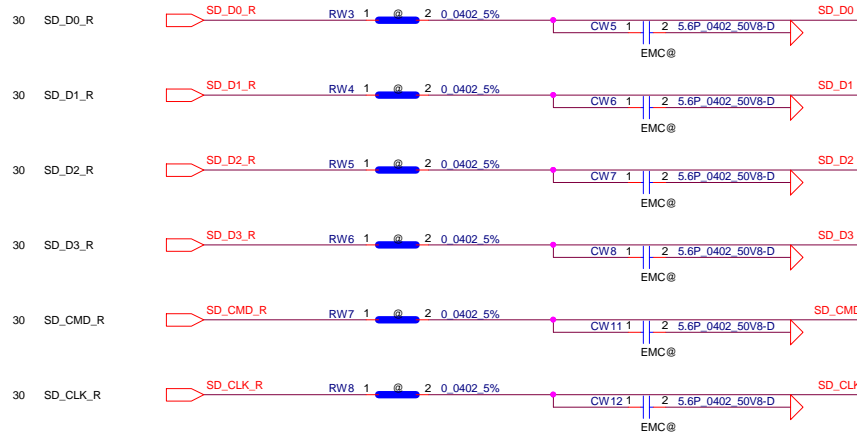 30 SD_D0_R SD_D0_R RW3 1 @ 2 0_0402_5% SD_D0
CW5 1 2 5.6P_0402_50V8-D
EMC@
30 SD_D1_R SD_D1_R RW4 1 @ 2 0_0402_5% SD_D1
CW6 1 2 5.6P_0402_50V8-D
EMC@
30 SD_D2_R SD_D2_R RW5 1 @ 2 0_0402_5% SD_D2
CW7 1 2 5.6P_0402_50V8-D
EMC@
30 SD_D3_R SD_D3_R RW6 1 @ 2 0_0402_5% SD_D3
CW8 1 2 5.6P_0402_50V8-D
EMC@
30 SD_CMD_R SD_CMD_R RW7 1 @ 2 0_0402_5% SD_CMD
CW11 1 2 5.6P_0402_50V8-D
EMC@
30 SD_CLK_R SD_CLK_R RW8 1 @ 2 0_0402_5% SD_CLK
CW12 1 2 5.6P_0402_50V8-D
EMC@